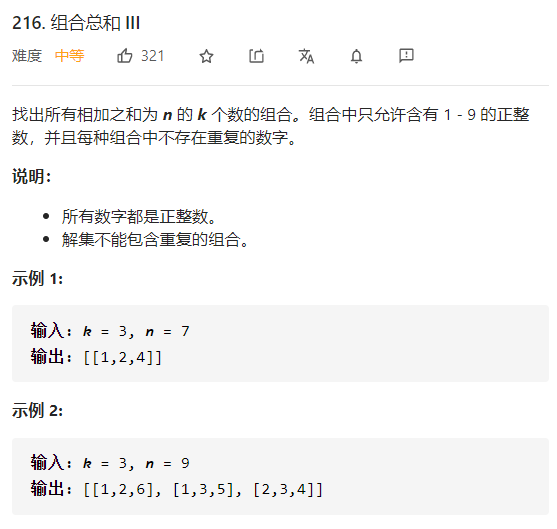 216. 组合总和 III
难度 中等 321
找出所有相加之和为 n 的 k 个数的组合。组合中只允许含有 1 - 9 的正整
数，并且每种组合中不存在重复的数字。
说明：
所有数字都是正整数。
解集不能包含重复的组合。
示例 1:
输入: k = 3, n = 7
输出: [[1,2,4]]
示例 2:
输入: k = 3, n = 9
输出: [[1,2,6], [1,3,5], [2,3,4]]